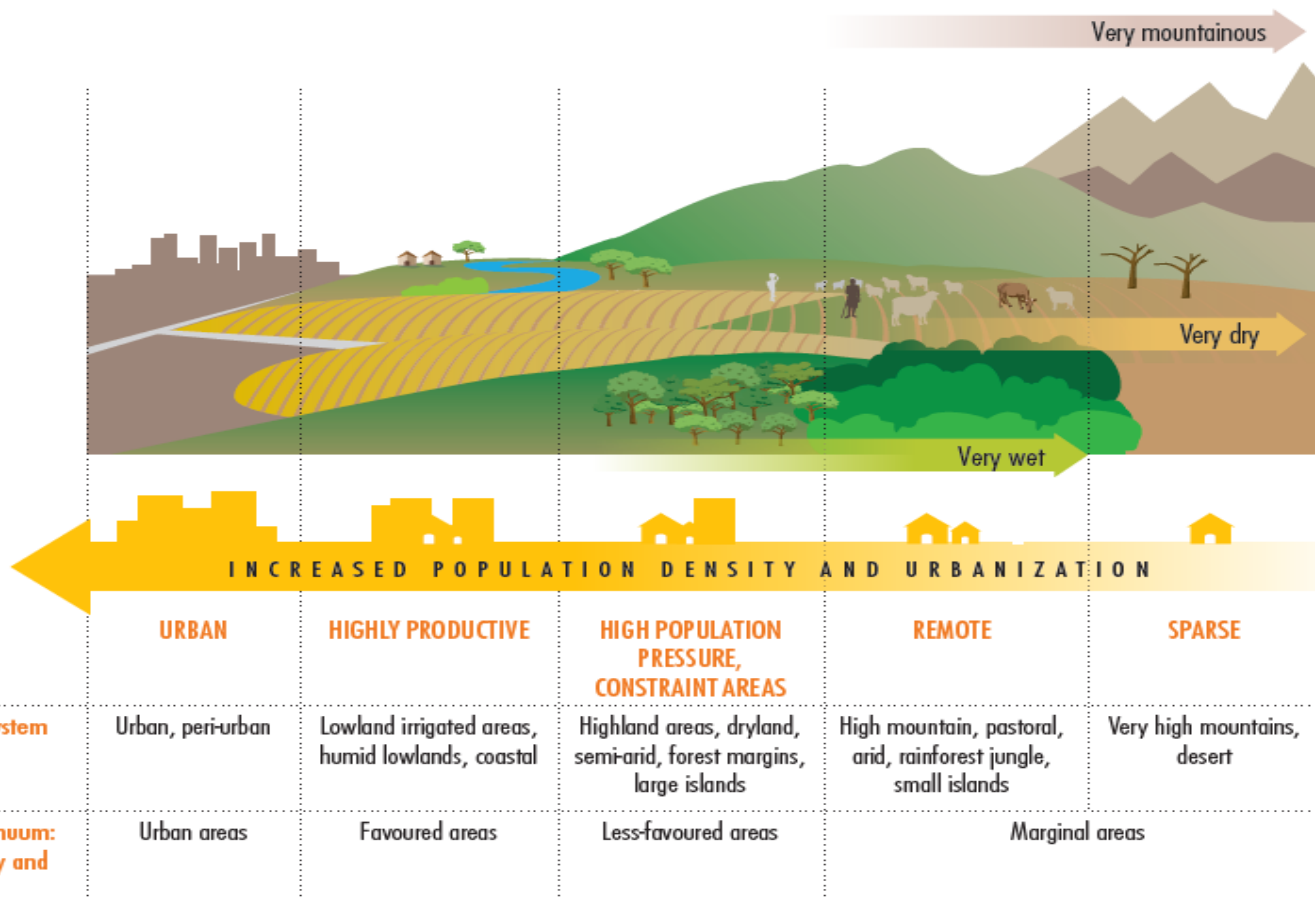 Very mountainous
Very dry
Very wet
INCREASED POPULATION DENSITY AND URBANIZATION
URBAN
HIGHLY PRODUCTIVE
HIGH POPULATION
PRESSURE,
CONSTRAINT AREAS
REMOTE
SPARSE
Urban, peri-urban
Lowland irrigated areas,
humid lowlands, coastal
Highland areas, dryland,
semi-arid, forest margins,
large islands
High mountain, pastoral,
arid, rainforest jungle,
small islands
Very high mountains,
desert
Urban areas
Favoured areas
Less-favoured areas
Marginal areas
and